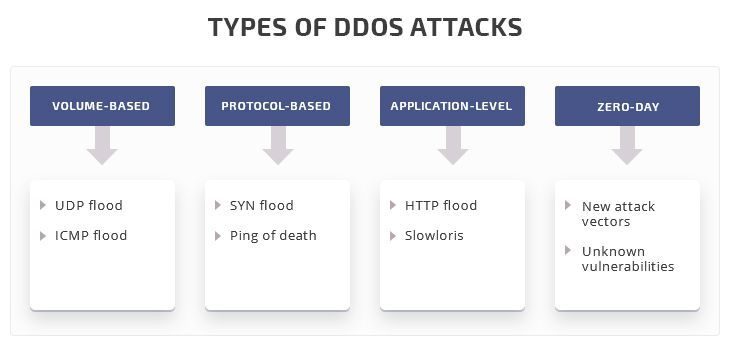 TYPES OF DDOS ATTACKS
VOLUME-BASED
PROTOCOL-BASED
APPLICATION-LEVEL
ZERO-DAY
UDP flood
ICMP flood
SYN flood
Ping of death
HTTP flood
Slowloris
New attack
vectors
Unknown
vulnerabilities